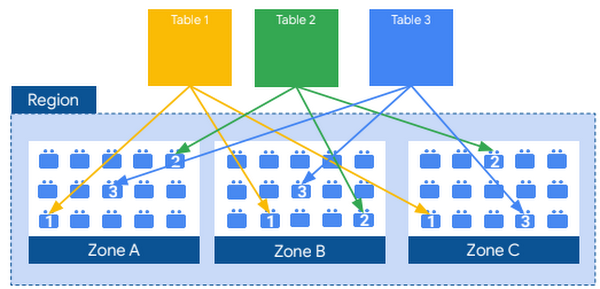 Table 1 Table 2 Table 3
Region
2 2
3 3
1 1 2 1 3
Zone A Zone B Zone C